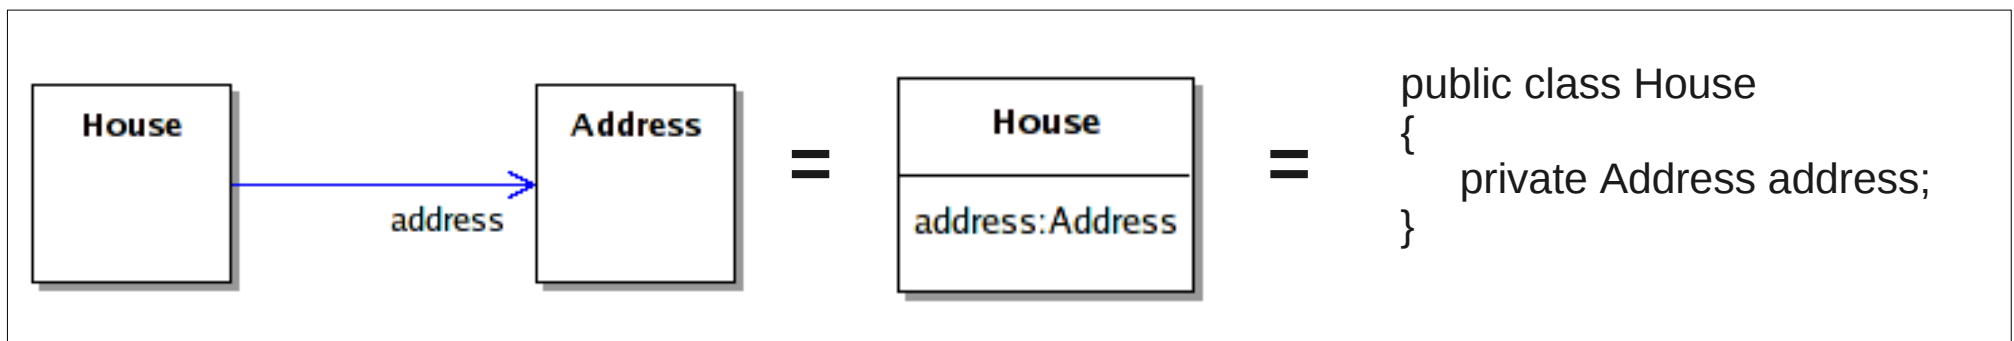 House
Address
address
=
House
address:Address
=
public class House
{
private Address address;
}